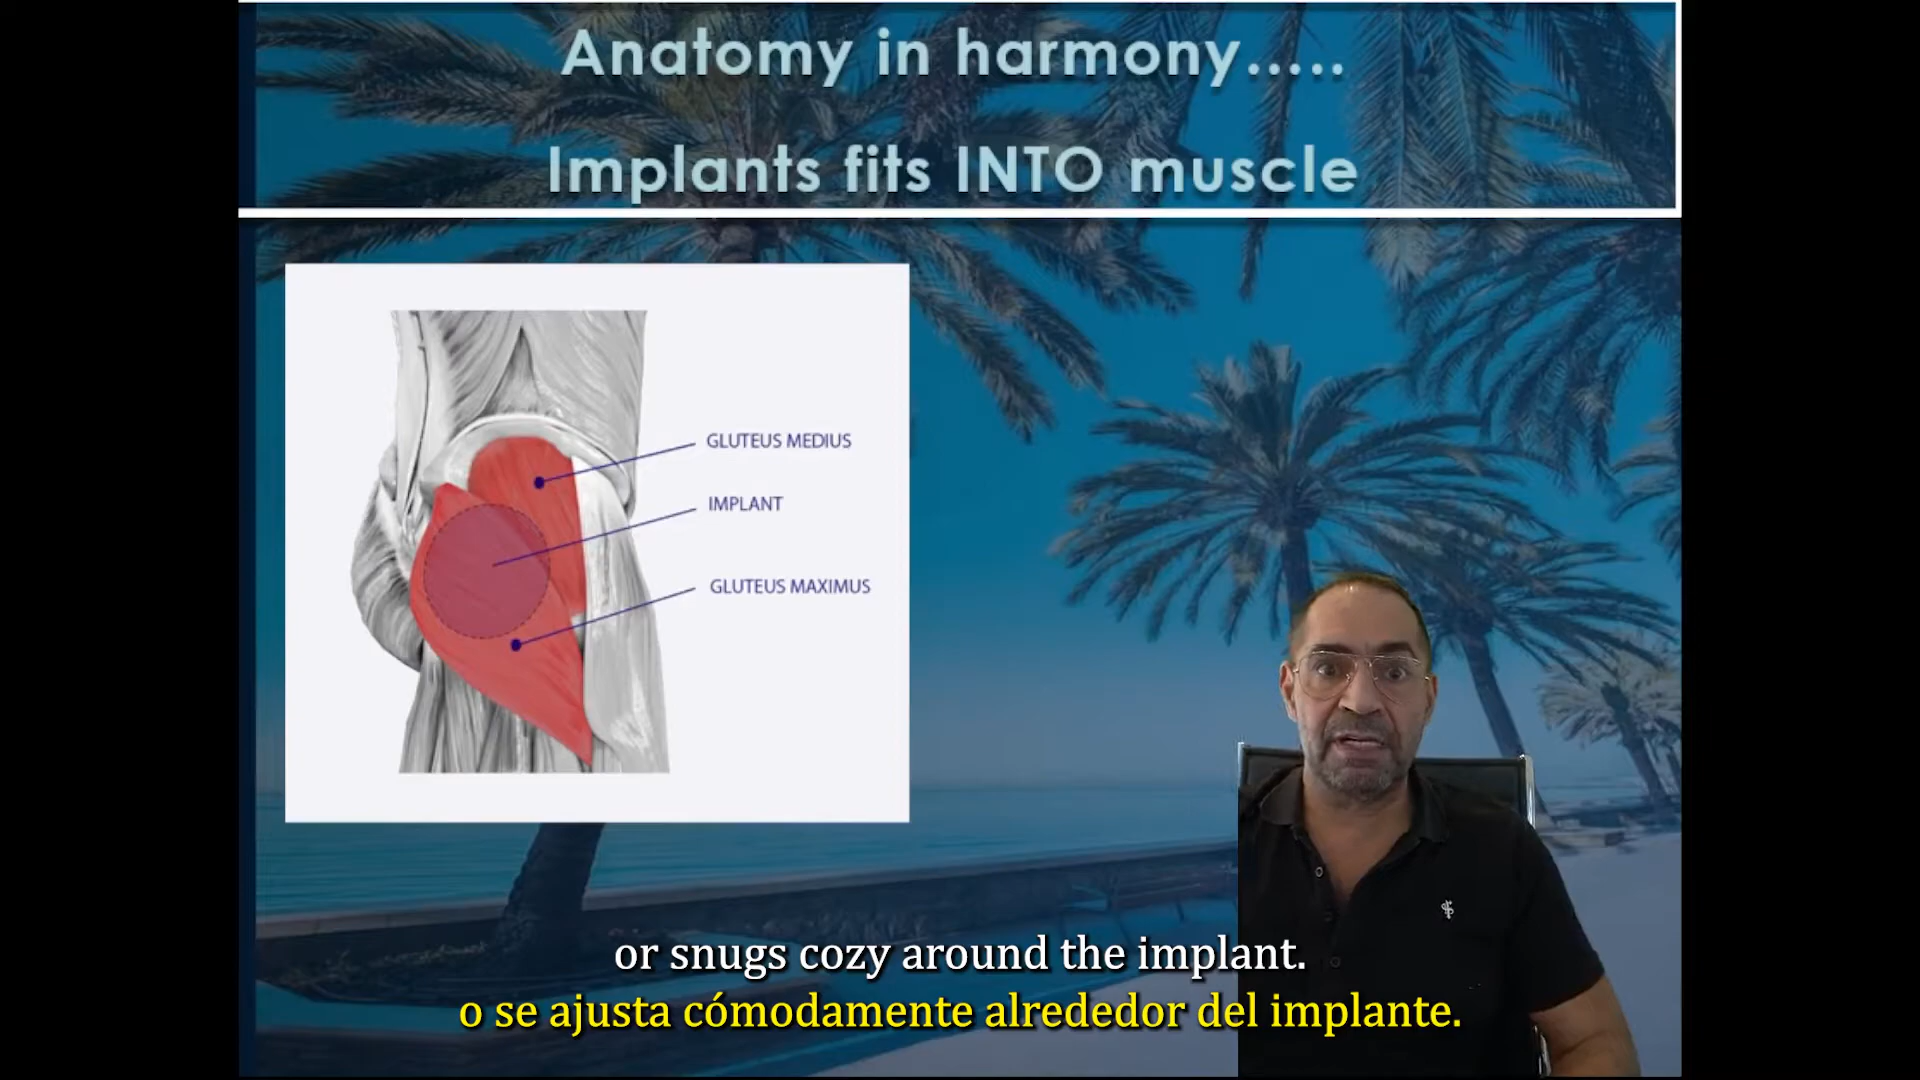 Anatomy in harmony.....
Implants fits INTO muscle
GLUTEUS MEDIUS
IMPLANT
GLUTEUS MAXIMUS
or snugs cozy around the implant.
o se ajusta cómodamente alrededor del implante.